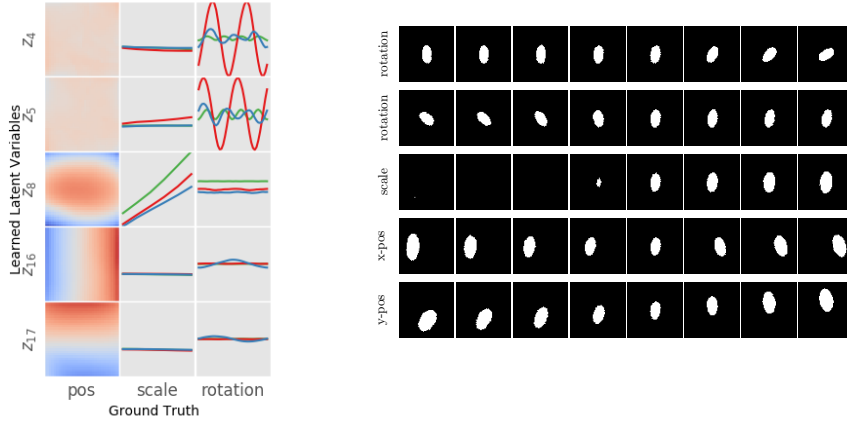 Learned Latent Variables
Z4
Z5
Z8
Z16
Z17
pos scale rotation
Ground Truth
rotation
rotation
scale
x-pos
y-pos